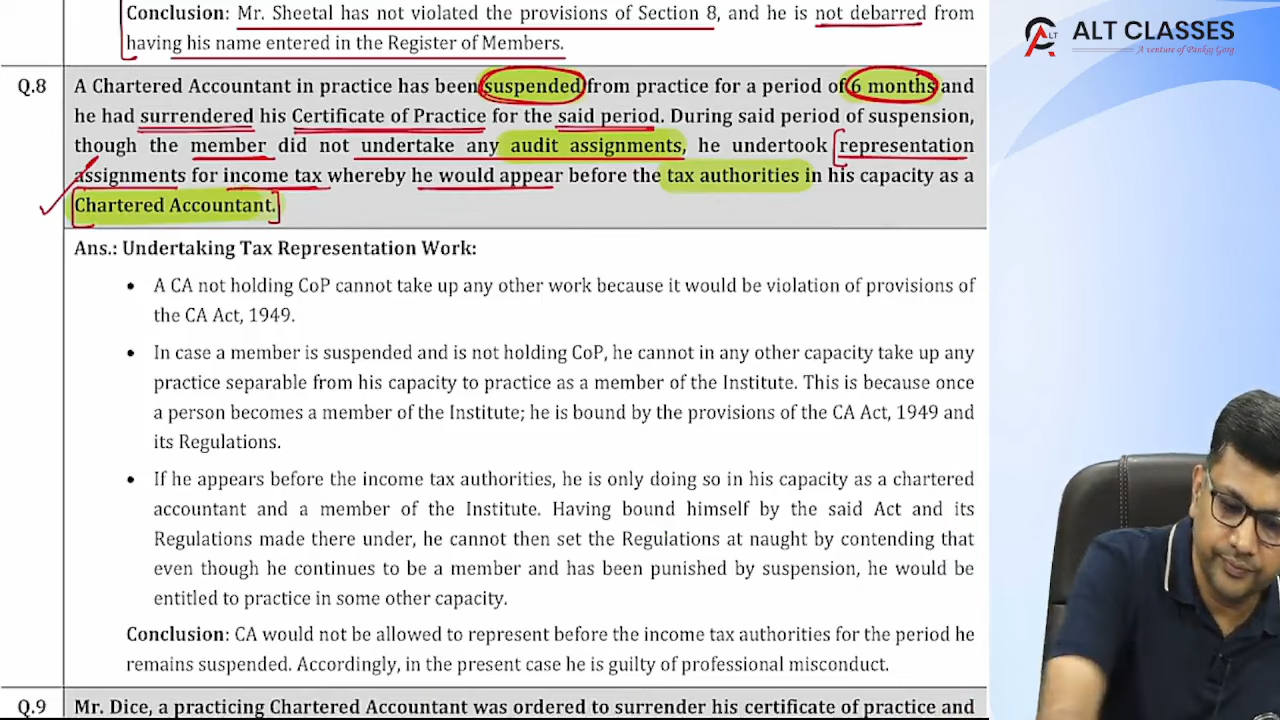 Conclusion: Mr. Sheetal has not violated the provisions of Section 8, and he is not debarred from
having his name entered in the Register of Members.
Q.8
A Chartered Accountant in practice has been suspended from practice for a period of 6 months and
he had surrendered his Certificate of Practice for the said period. During said period of suspension,
though the member did not undertake any audit assignments, he undertook representation
assignments for income tax whereby he would appear before the tax authorities in his capacity as a
Chartered Accountant.
Ans.: Undertaking Tax Representation Work:
• A CA not holding CoP cannot take up any other work because it would be violation of provisions of
the CA Act, 1949.
• In case a member is suspended and is not holding CoP, he cannot in any other capacity take up any
practice separable from his capacity to practice as a member of the Institute. This is because once
a person becomes a member of the Institute; he is bound by the provisions of the CA Act, 1949 and
its Regulations.
• If he appears before the income tax authorities, he is only doing so in his capacity as a chartered
accountant and a member of the Institute. Having bound himself by the said Act and its
Regulations made there under, he cannot then set the Regulations at naught by contending that
even though he continues to be a member and has been punished by suspension, he would be
entitled to practice in some other capacity.
Conclusion: CA would not be allowed to represent before the income tax authorities for the period he
remains suspended. Accordingly, in the present case he is guilty of professional misconduct.
Q.9
Mr. Dice, a practicing Chartered Accountant was ordered to surrender his certificate of practice and
ALT
ALT CLASSES
A venture of Pankaj Garg